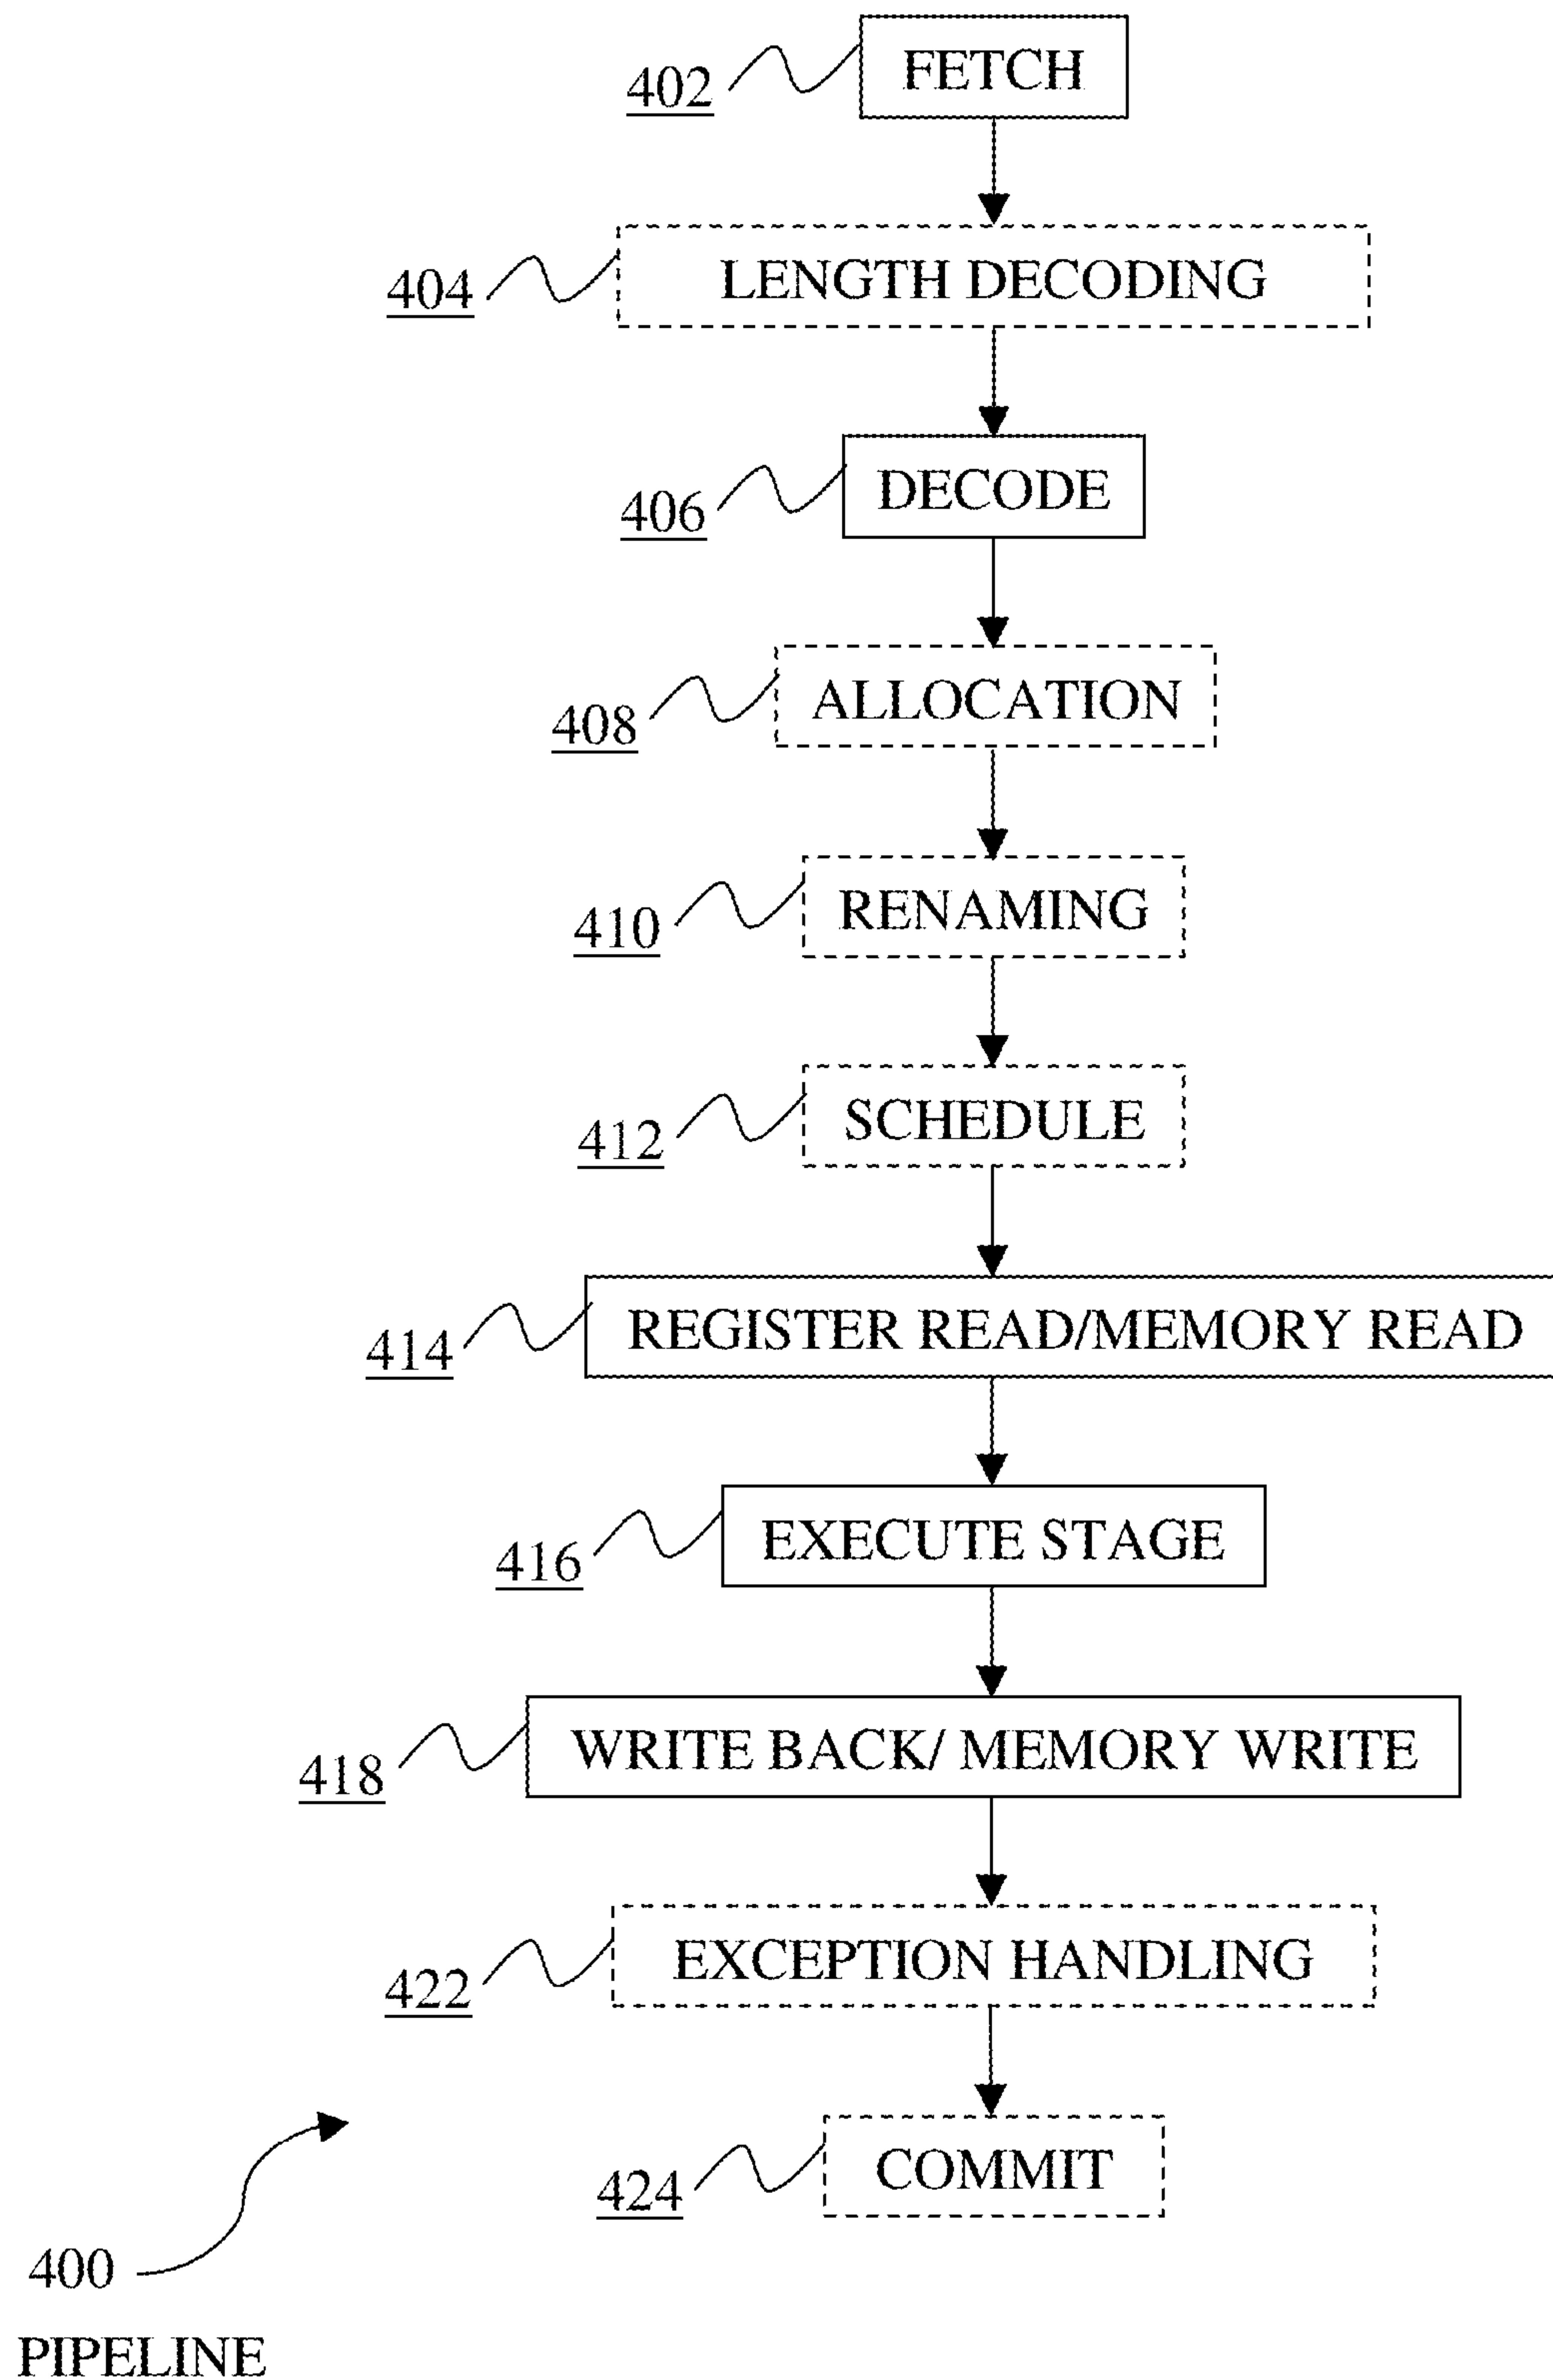 402 FETCH
404 LENGTH DECODING
406 DECODE
408 ALLOCATION
410 RENAMING
412 SCHEDULE
414 REGISTER READ/MEMORY READ
416 EXECUTE STAGE
418 WRITE BACK/ MEMORY WRITE
422 EXCEPTION HANDLING
424 COMMIT
400
PIPELINE